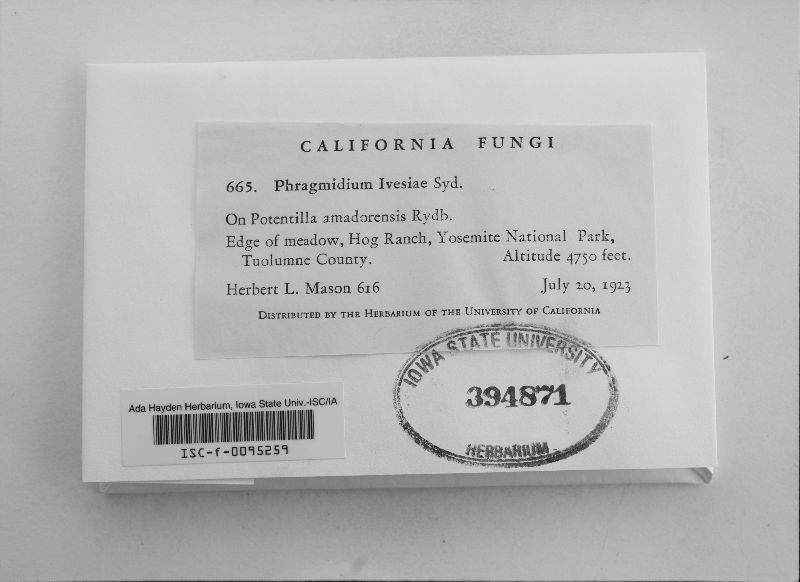 CALIFORNIA FUNGI
665. Phragmidium Ivesiae Syd.
On Potentilla amadorensis Rydb.
Edge of meadow, Hog Ranch, Yosemite National Park,
Tuolumne County. Altitude 4750 feet.
Herbert L. Mason 616 July 20, 1923
DISTRIBUTED BY THE HERBARIUM OF THE UNIVERSITY OF CALIFORNIA
IOWA STATE UNIVERSITY
394871
HERBARIUM
Ada Hayden Herbarium, Iowa State Univ.-ISC/IA
ISC-f-0095259